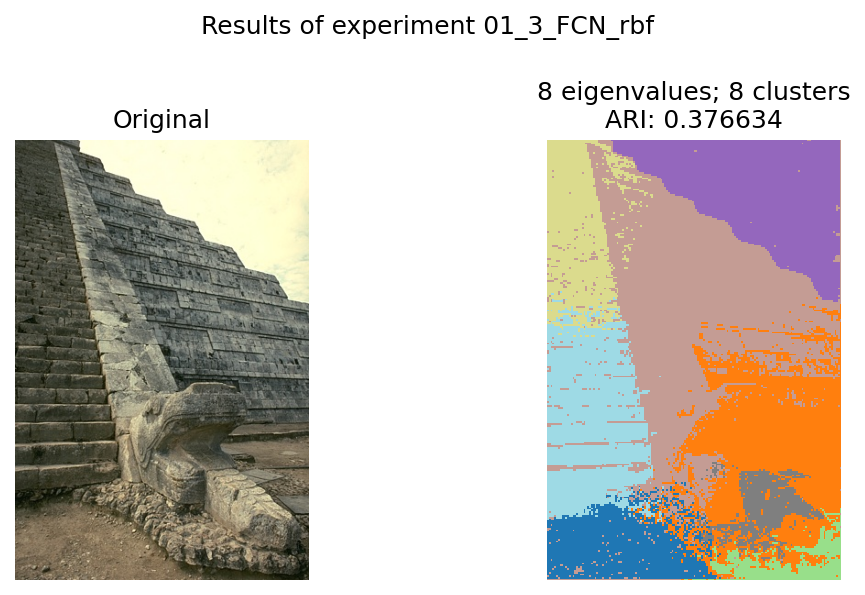 Results of experiment 01_3_FCN_rbf
Original
8 eigenvalues; 8 clusters
ARI: 0.376634